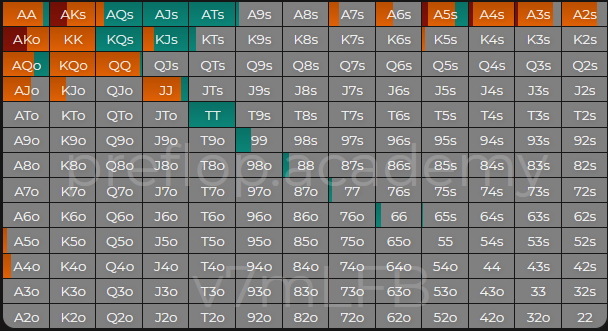 AA AKs AQs AJs ATs A9s A8s A7s A6s A5s A4s A3s A2s
AKo KK KQs KJs KTs K9s K8s K7s K6s K5s K4s K3s K2s
AQo KQo QQ QJs QTs Q9s Q8s Q7s Q6s Q5s Q4s Q3s Q2s
AJo KJo QJo JJ JTs J9s J8s J7s J6s J5s J4s J3s J2s
ATo KTo QTo JTo TT T9s T8s T7s T6s T5s T4s T3s T2s
A9o K9o Q9o J9o T9o 99 98s 97s 96s 95s 94s 93s 92s
A8o K8o Q8o J8o T8o 98o 88 87s 86s 85s 84s 83s 82s
preflop.academy
A7o K7o Q7o J7o T7o 97o 87o 77 76s 75s 74s 73s 72s
A6o K6o Q6o J6o T6o 96o 86o 76o 66 65s 64s 63s 62s
A5o K5o Q5o J5o T5o 95o 85o 75o 65o 55 54s 53s 52s
A4o K4o Q4o J4o T4o 94o 84o 74o 64o 54o 44 43s 42s
v7mLFB
A3o K3o Q3o J3o T3o 93o 83o 73o 63o 53o 43o 33 32s
A2o K2o Q2o J2o T2o 92o 82o 72o 62o 52o 42o 32o 22